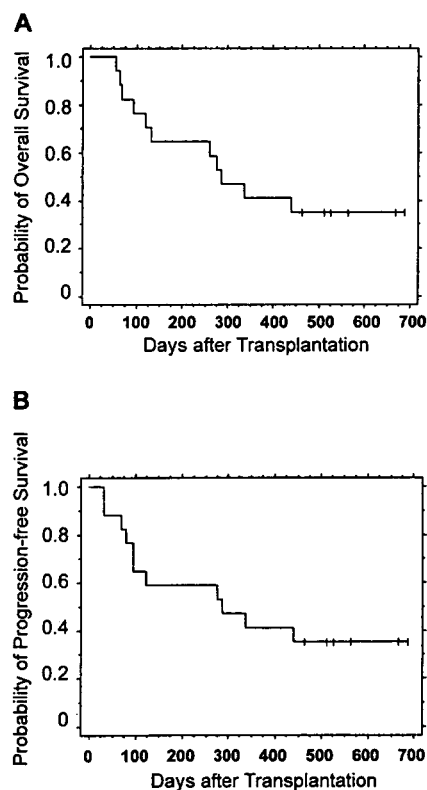 A
Probability of Overall Survival
1.0
0.8
0.6
0.4
0.2
0
0 100 200 300 400 500 600 700
Days after Transplantation
B
Probability of Progression-free Survival
1.0
0.8
0.6
0.4
0.2
0
0 100 200 300 400 500 600 700
Days after Transplantation